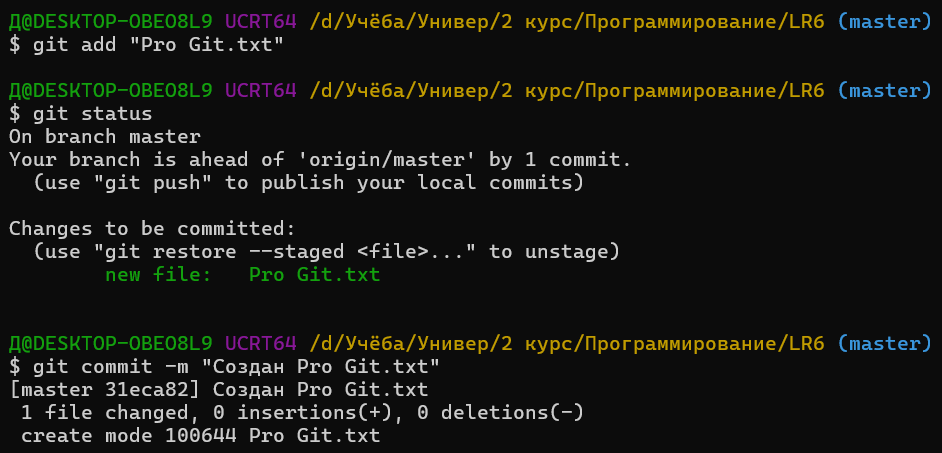 Д@DESKTOP-OBEO8L9 UCRT64 /d/Учёба/Универ/2 курс/Программирование/LR6 (master)
$ git add "Pro Git.txt"
Д@DESKTOP-OBEO8L9 UCRT64 /d/Учёба/Универ/2 курс/Программирование/LR6 (master)
$ git status
On branch master
Your branch is ahead of 'origin/master' by 1 commit.
(use "git push" to publish your local commits)
Changes to be committed:
(use "git restore --staged <file>..." to unstage)
new file: Pro Git.txt
Д@DESKTOP-OBEO8L9 UCRT64 /d/Учёба/Универ/2 курс/Программирование/LR6 (master)
$ git commit -m "Создан Pro Git.txt"
[master 31eca82] Создан Pro Git.txt
1 file changed, 0 insertions(+), 0 deletions(-)
create mode 100644 Pro Git.txt